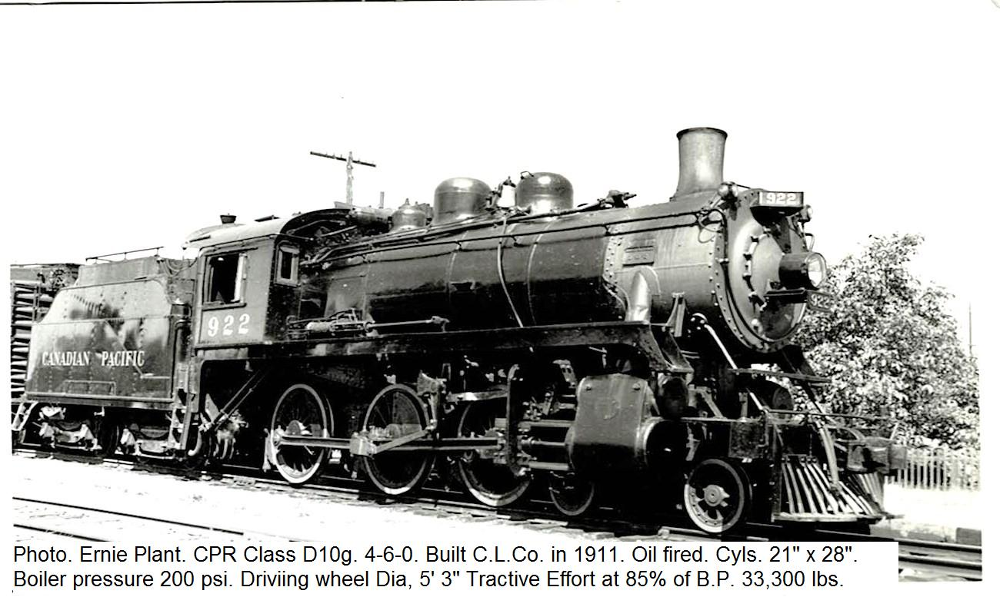 922
922
CANADIAN PACIFIC
Photo. Ernie Plant. CPR Class D10g. 4-6-0. Built C.L.Co. in 1911. Oil fired. Cyls. 21" x 28".
Boiler pressure 200 psi. Driviing wheel Dia, 5' 3" Tractive Effort at 85% of B.P. 33,300 lbs.